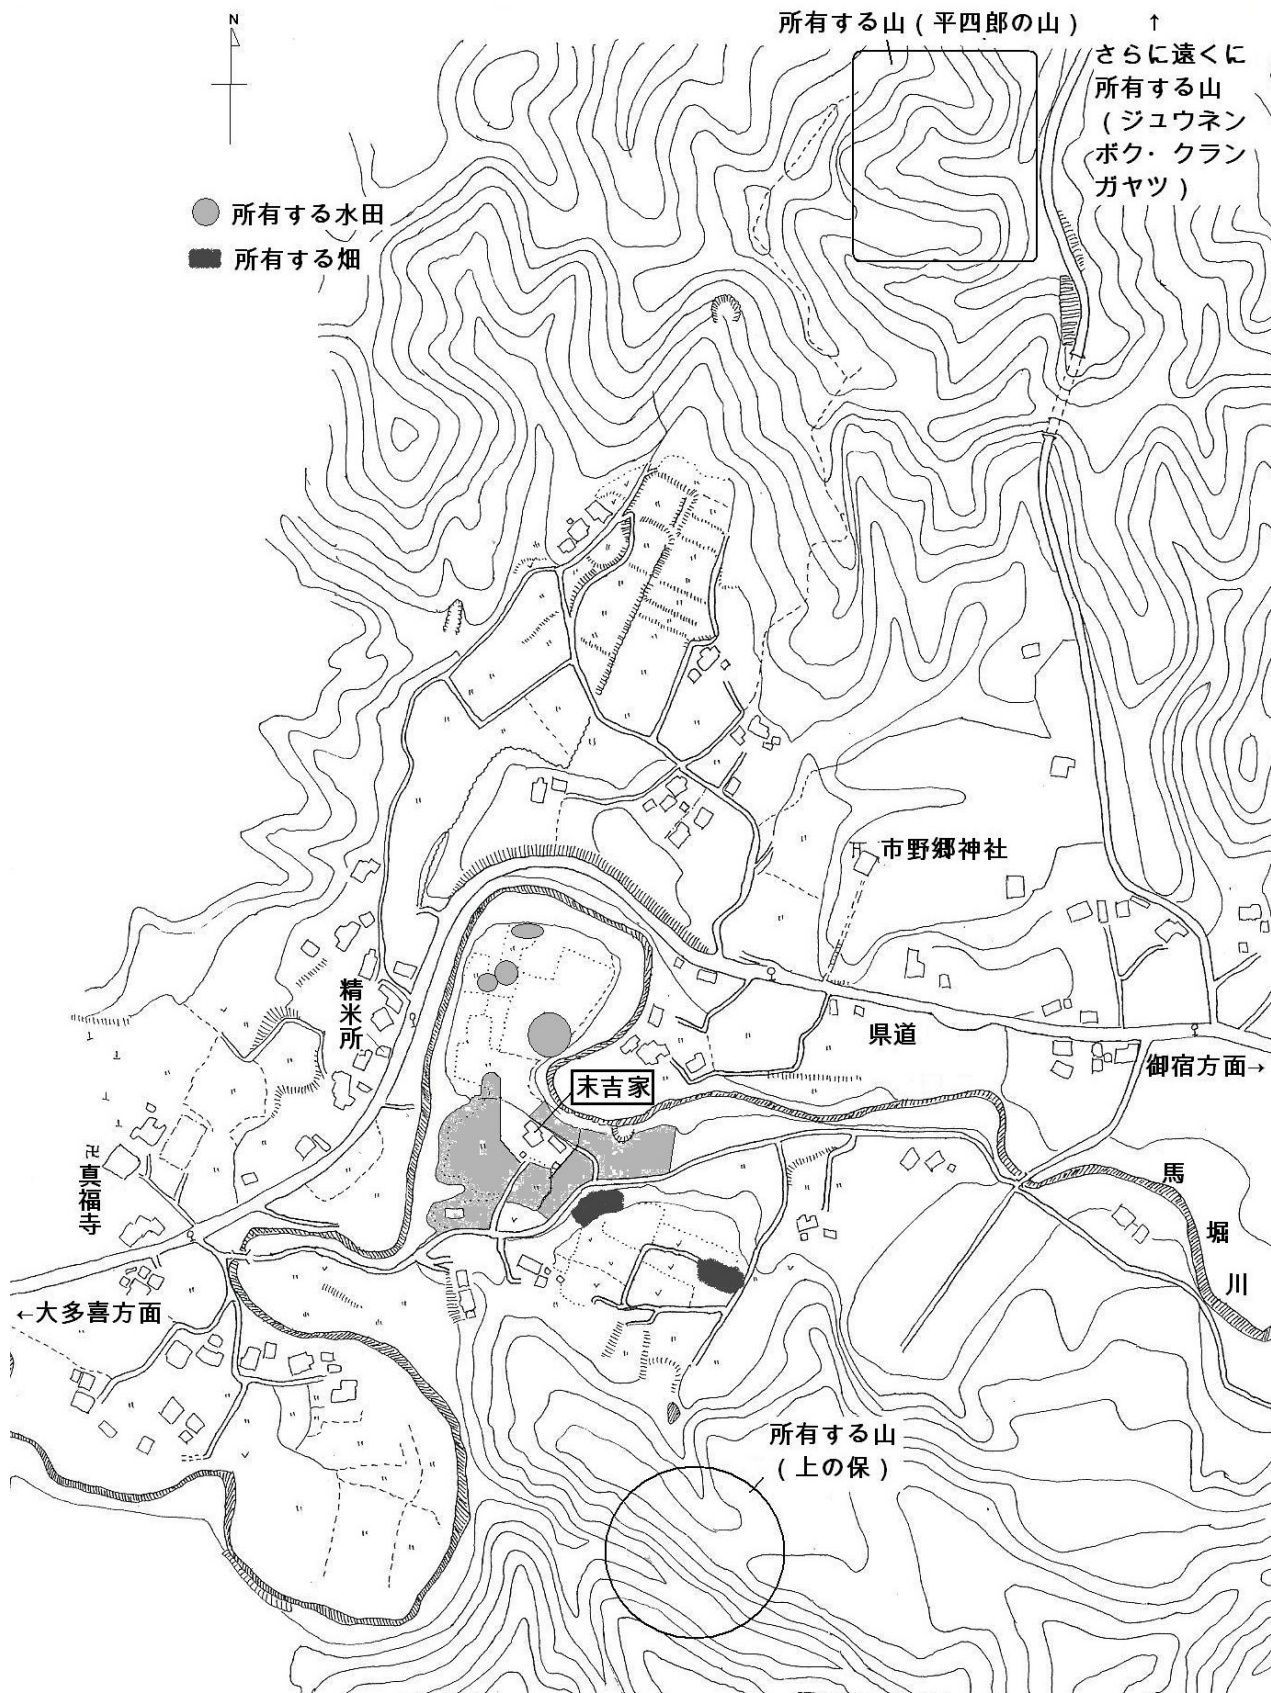 N
所有する山(平四郎の山)
↑
さらに遠くに
所有する山
(ジュウネン
ボク・クラン
ガヤツ)
所有する水田
所有する畑
市野郷神社
精米所
県道
御宿方面→
末吉家
卍真福寺
馬堀川
←大多喜方面
所有する山
(上の保)